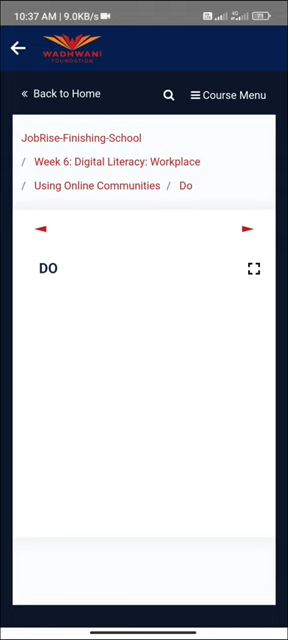 10:37 AM | 9.0KB/s
4G
WADHWANI
FOUNDATION
« Back to Home
Course Menu
JobRise-Finishing-School
/ Week 6: Digital Literacy: Workplace
/ Using Online Communities / Do
DO